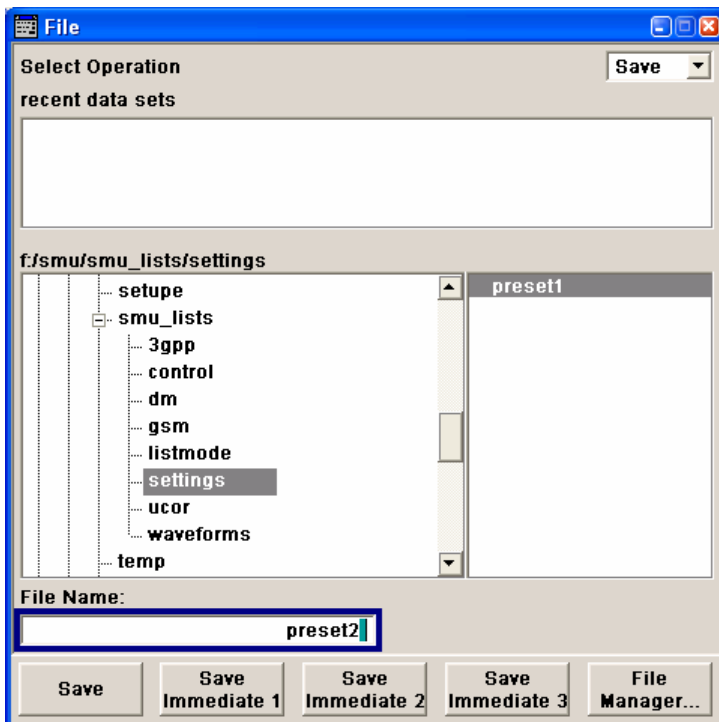 File
Select Operation
Save
recent data sets
f:/smu/smu_lists/settings
setupe
smu_lists
3gpp
control
dm
gsm
listmode
settings
ucor
waveforms
temp
preset1
File Name:
preset2
Save
Save
Immediate 1
Save
Immediate 2
Save
Immediate 3
File
Manager...